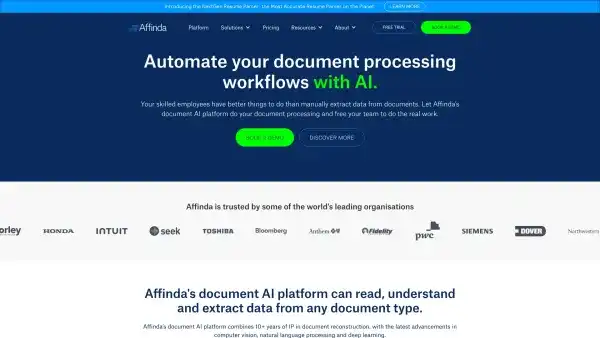 Introducing the NextGen Resume Parser: the Most Accurate Resume Parser on the Planet LEARN MORE
Affinda Platform Solutions Pricing Resources About FREE TRIAL BOOK A DEMO
Automate your document processing
workflows with AI.
Your skilled employees have better things to do than manually extract data from documents. Let Affinda's
document AI platform do your document processing and free your team to do the real work.
BOOK A DEMO DISCOVER MORE
Affinda is trusted by some of the world's leading organisations
orley HONDA INTUIT seek TOSHIBA Bloomberg Anthem Fidelity pwc SIEMENS DOVER Northwestern
Affinda's document AI platform can read, understand
and extract data from any document type.
Affinda's document AI platform combines 10+ years of IP in document reconstruction, with the latest advancements in
computer vision, natural language processing and deep learning.